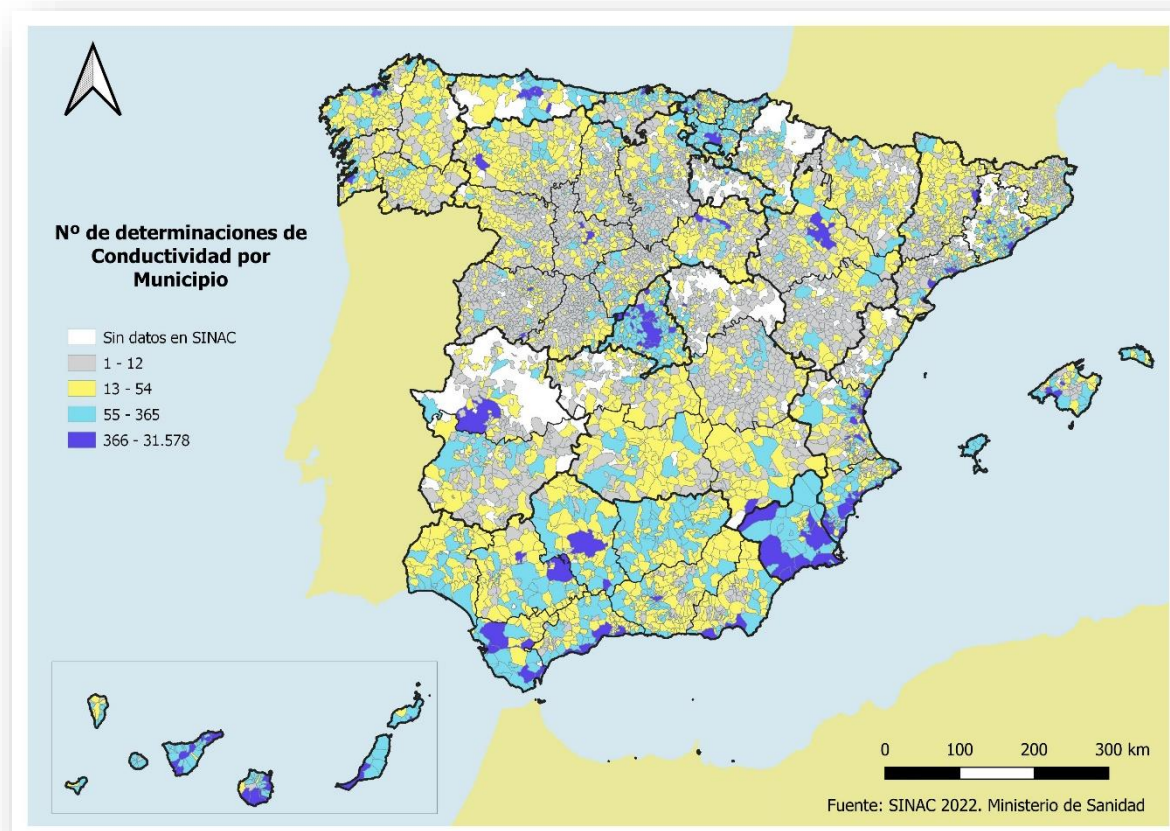 Nº de determinaciones de
Conductividad por
Municipio
Sin datos en SINAC
1 - 12
13 - 54
55 - 365
366 - 31.578
0 100 200 300 km
Fuente: SINAC 2022. Ministerio de Sanidad